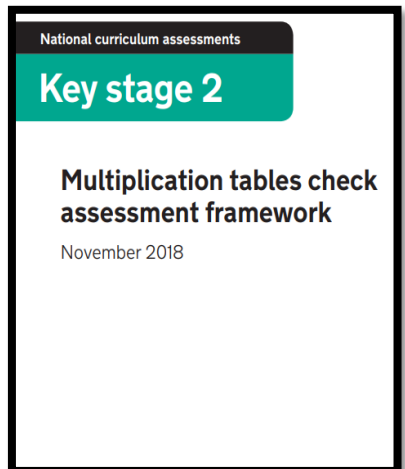 National curriculum assessments
Key stage 2
Multiplication tables check
assessment framework
November 2018